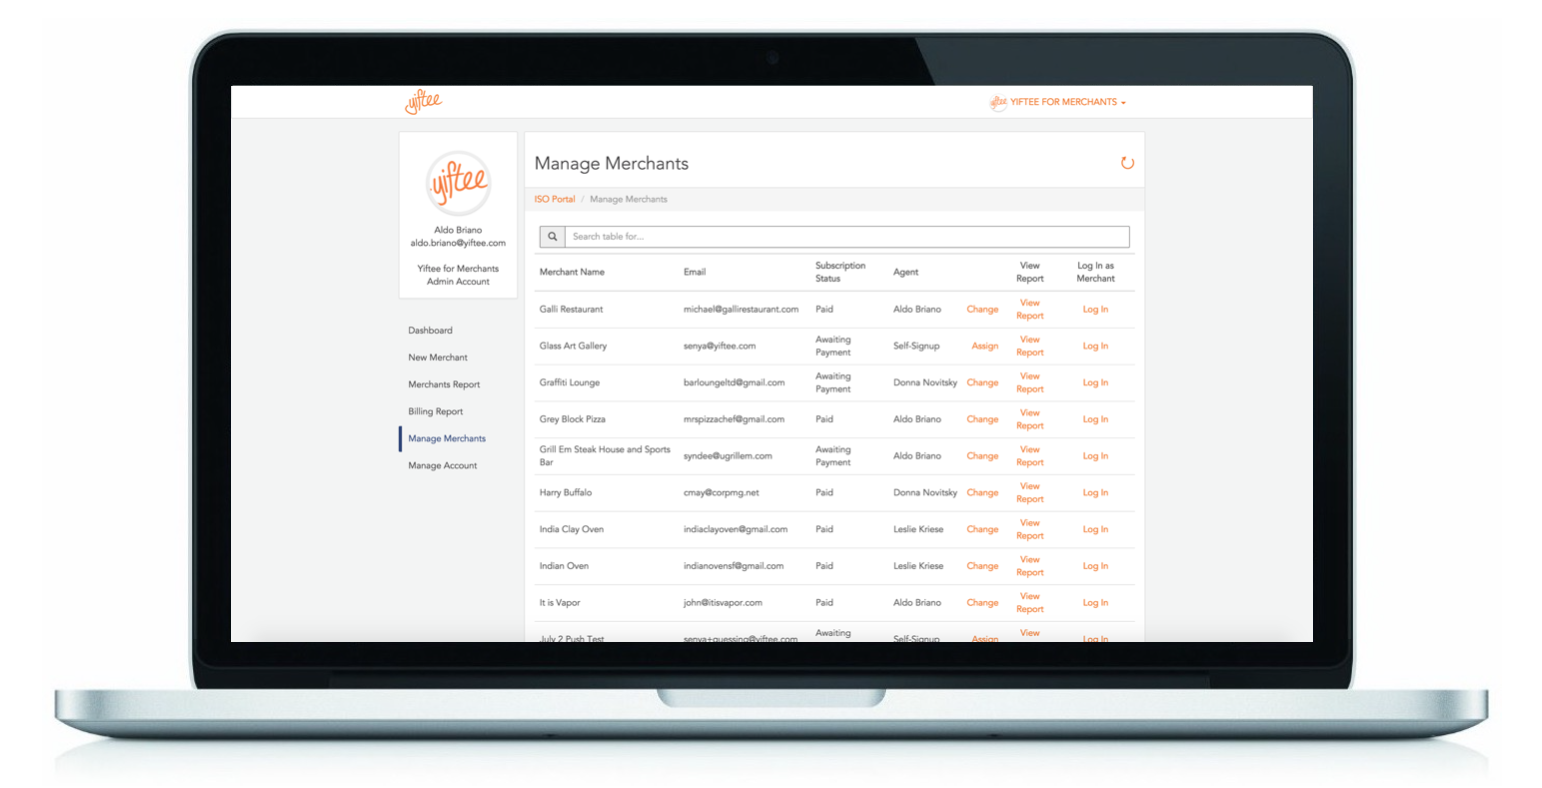 yiftee
yiftee YIFTEE FOR MERCHANTS
yiftee
Aldo Briano
aldo.briano@yiftee.com
Yiftee for Merchants
Admin Account
Dashboard
New Merchant
Merchants Report
Billing Report
Manage Merchants
Manage Account
Manage Merchants
ISO Portal / Manage Merchants
Search table for...
Merchant Name Email Subscription Status Agent View Report Log In as Merchant
Galli Restaurant michael@gallirestaurant.com Paid Aldo Briano Change View Report Log In
Glass Art Gallery senya@yiftee.com Awaiting Payment Self-Signup Assign View Report Log In
Graffiti Lounge barloungeltd@gmail.com Awaiting Payment Donna Novitsky Change View Report Log In
Grey Block Pizza mrspizzachef@gmail.com Paid Aldo Briano Change View Report Log In
Grill Em Steak House and Sports Bar syndee@ugrillem.com Awaiting Payment Aldo Briano Change View Report Log In
Harry Buffalo cmay@corpmg.net Paid Donna Novitsky Change View Report Log In
India Clay Oven indiaclayoven@gmail.com Paid Leslie Kriese Change View Report Log In
Indian Oven indianovensf@gmail.com Paid Leslie Kriese Change View Report Log In
It is Vapor john@itisvapor.com Paid Aldo Briano Change View Report Log In
July 2 Push Test senya+guessing@yiftee.com Awaiting Self-Signup Assign View Log In